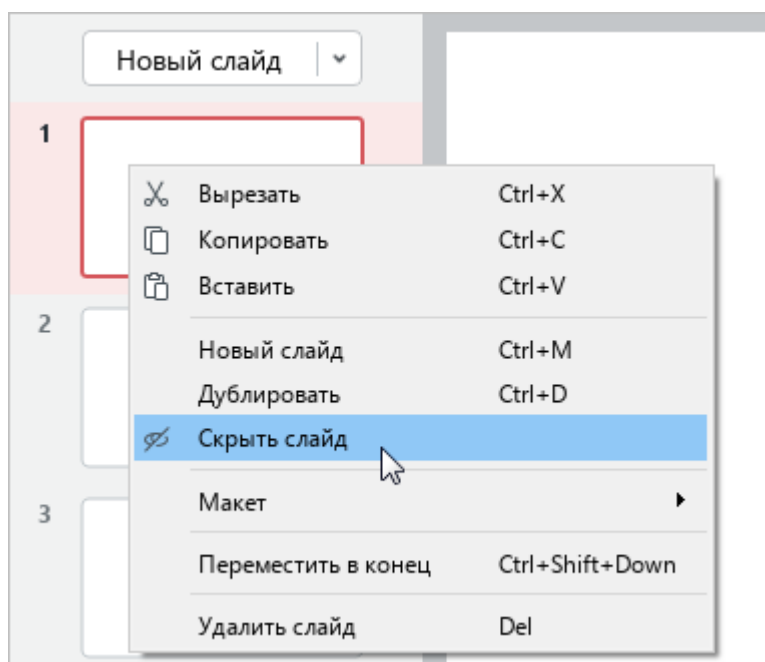 Новый слайд
1
Вырезать Ctrl+X
Копировать Ctrl+C
Вставить Ctrl+V
2
Новый слайд Ctrl+M
Дублировать Ctrl+D
Скрыть слайд
3
Макет
Переместить в конец Ctrl+Shift+Down
Удалить слайд Del